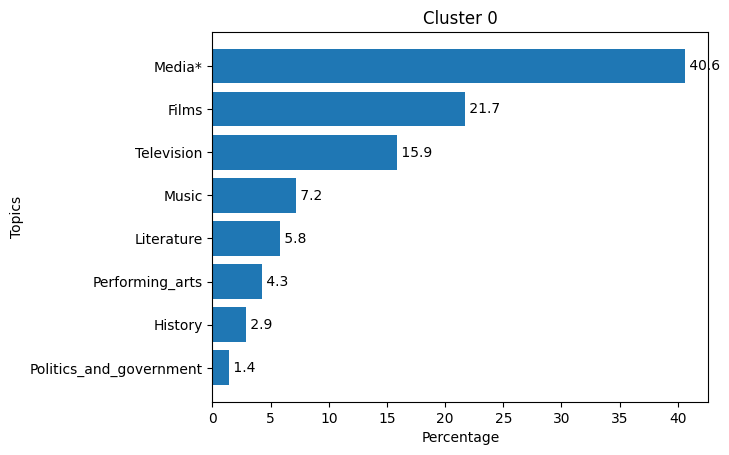 Cluster 0
Topics
Media* 40.6
Films 21.7
Television 15.9
Music 7.2
Literature 5.8
Performing_arts 4.3
History 2.9
Politics_and_government 1.4
0 5 10 15 20 25 30 35 40
Percentage